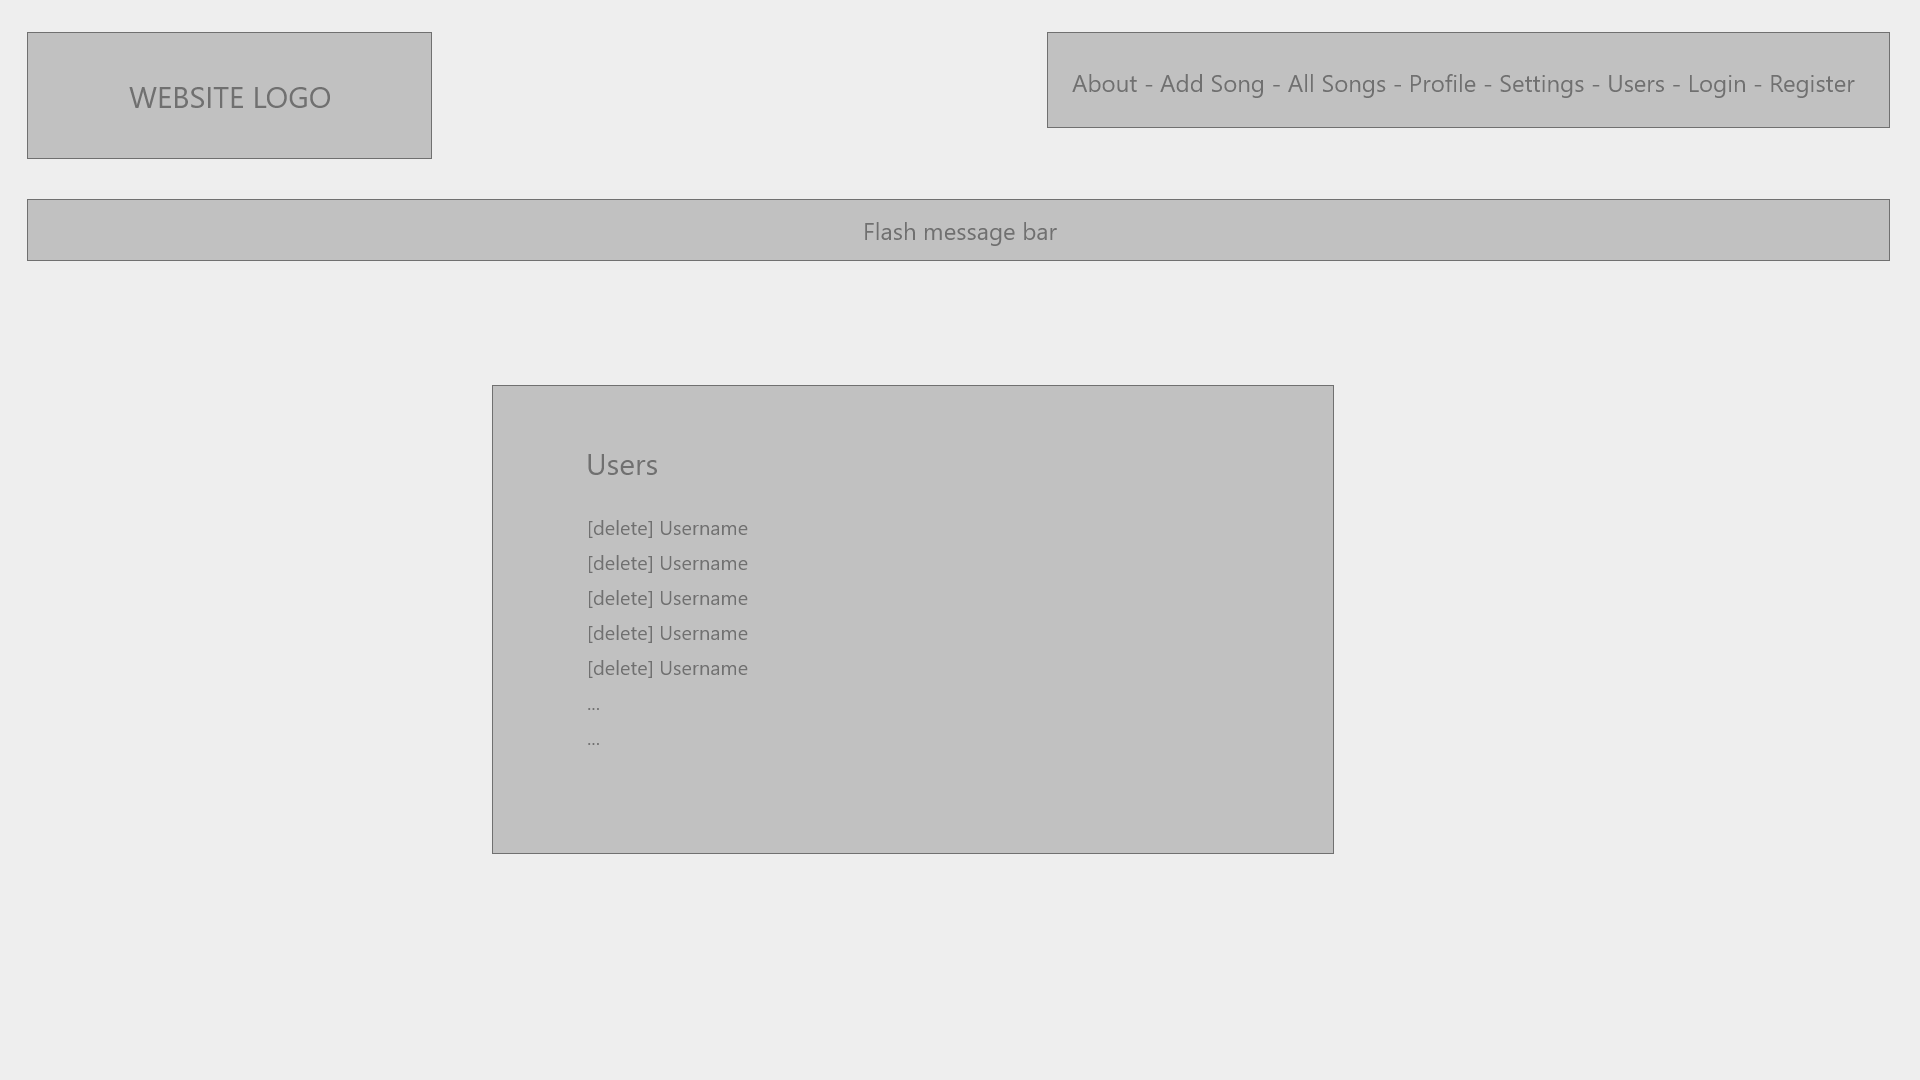 WEBSITE LOGO
About - Add Song - All Songs - Profile - Settings - Users - Login - Register
Flash message bar
Users
[delete] Username
[delete] Username
[delete] Username
[delete] Username
[delete] Username
...
...